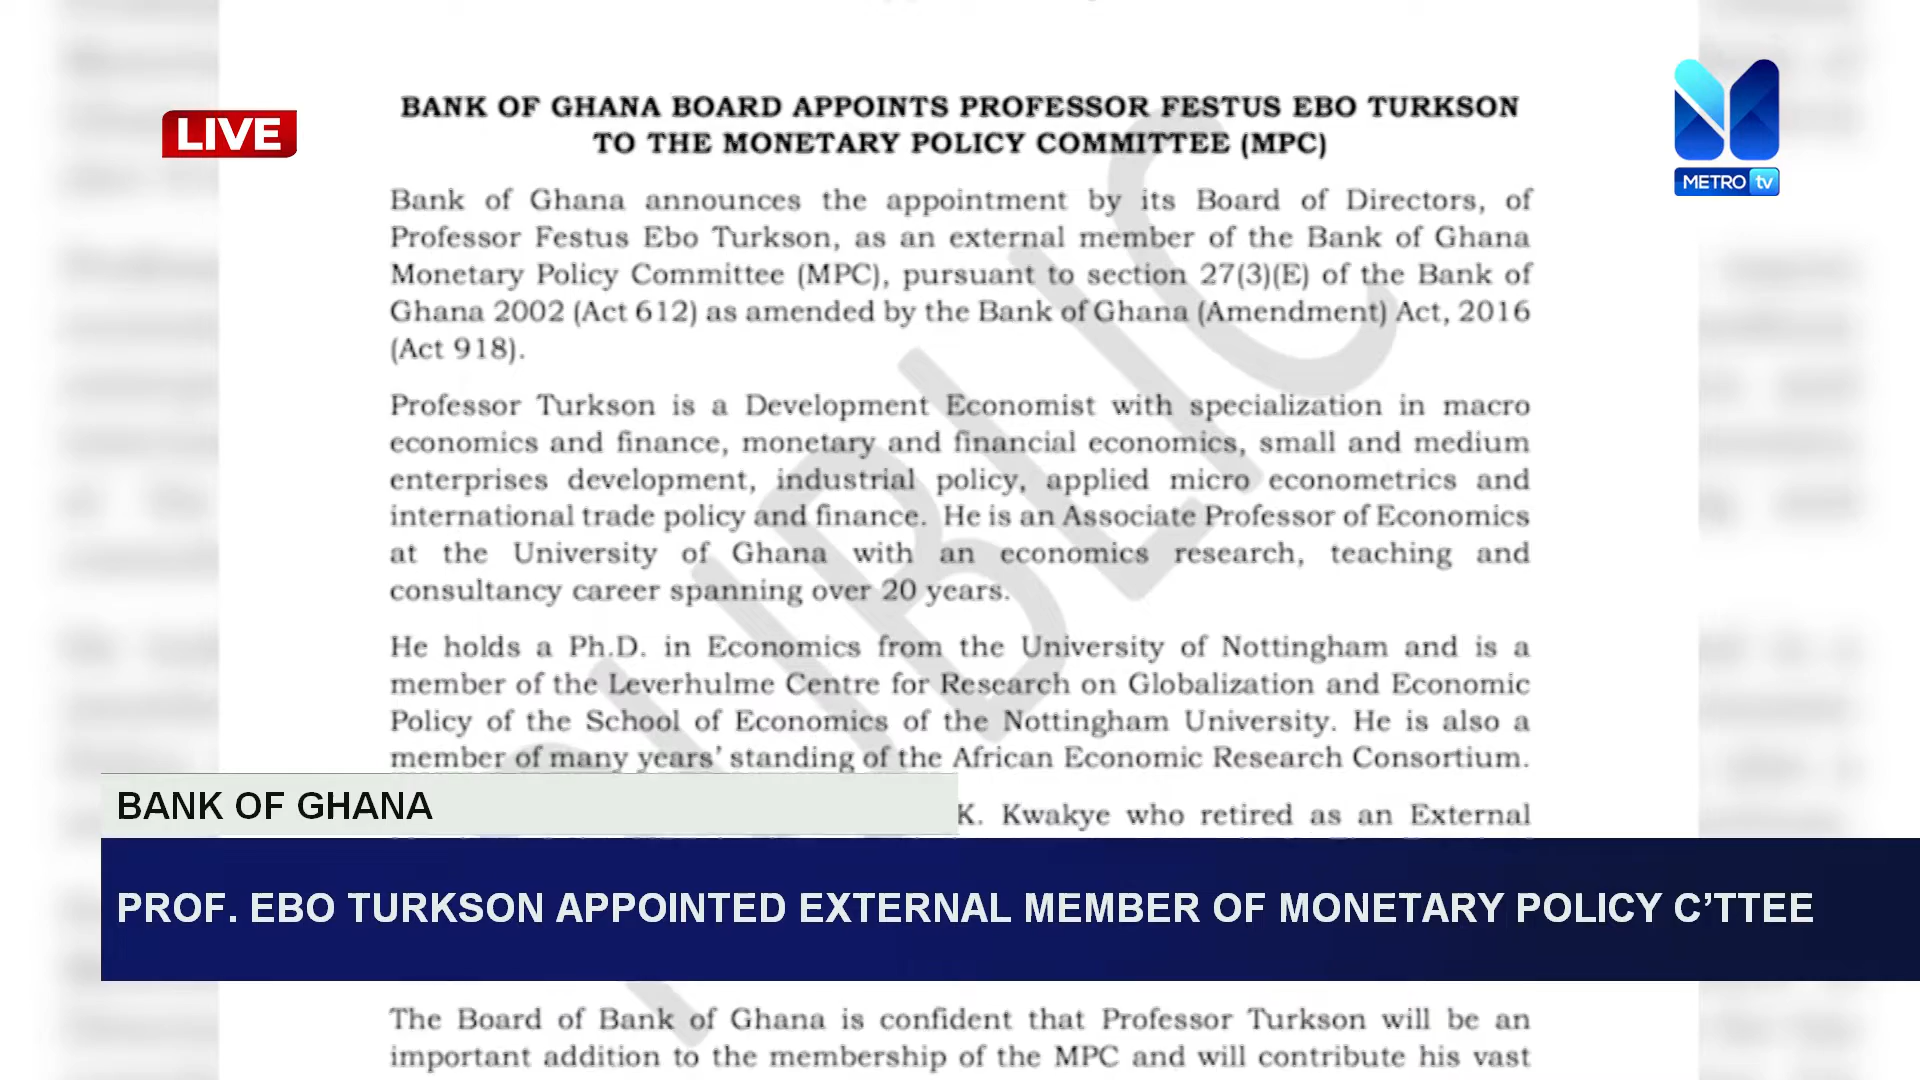 BANK OF GHANA BOARD APPOINTS PROFESSOR FESTUS EBO TURKSON
TO THE MONETARY POLICY COMMITTEE (MPC)
LIVE
METRO tv
Bank of Ghana announces the appointment by its Board of Directors, of
Professor Festus Ebo Turkson, as an external member of the Bank of Ghana
Monetary Policy Committee (MPC), pursuant to section 27(3)(E) of the Bank of
Ghana 2002 (Act 612) as amended by the Bank of Ghana (Amendment) Act, 2016
(Act 918).
Professor Turkson is a Development Economist with specialization in macro
economics and finance, monetary and financial economics, small and medium
enterprises development, industrial policy, applied micro econometrics and
international trade policy and finance. He is an Associate Professor of Economics
at the University of Ghana with an economics research, teaching and
consultancy career spanning over 20 years.
He holds a Ph.D. in Economics from the University of Nottingham and is a
member of the Leverhulme Centre for Research on Globalization and Economic
Policy of the School of Economics of the Nottingham University. He is also a
member of many years’ standing of the African Economic Research Consortium.
K. Kwakye who retired as an External
BANK OF GHANA
PROF. EBO TURKSON APPOINTED EXTERNAL MEMBER OF MONETARY POLICY C’TTEE
The Board of Bank of Ghana is confident that Professor Turkson will be an
important addition to the membership of the MPC and will contribute his vast
PUBLIC